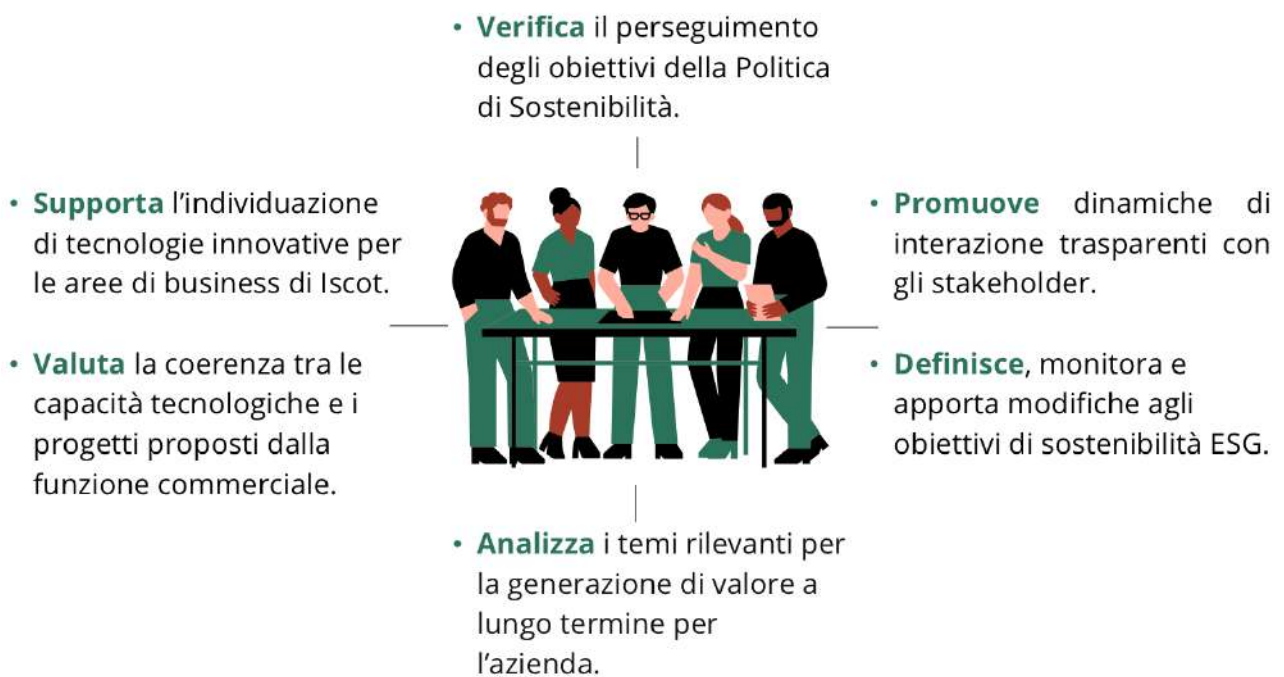 • Verifica il perseguimento
degli obiettivi della Politica
di Sostenibilità.
• Supporta l'individuazione
di tecnologie innovative per
le aree di business di Iscot.
• Valuta la coerenza tra le
capacità tecnologiche e i
progetti proposti dalla
funzione commerciale.
• Promuove dinamiche di
interazione trasparenti con
gli stakeholder.
• Definisce, monitora e
apporta modifiche agli
obiettivi di sostenibilità ESG.
• Analizza i temi rilevanti per
la generazione di valore a
lungo termine per
l'azienda.